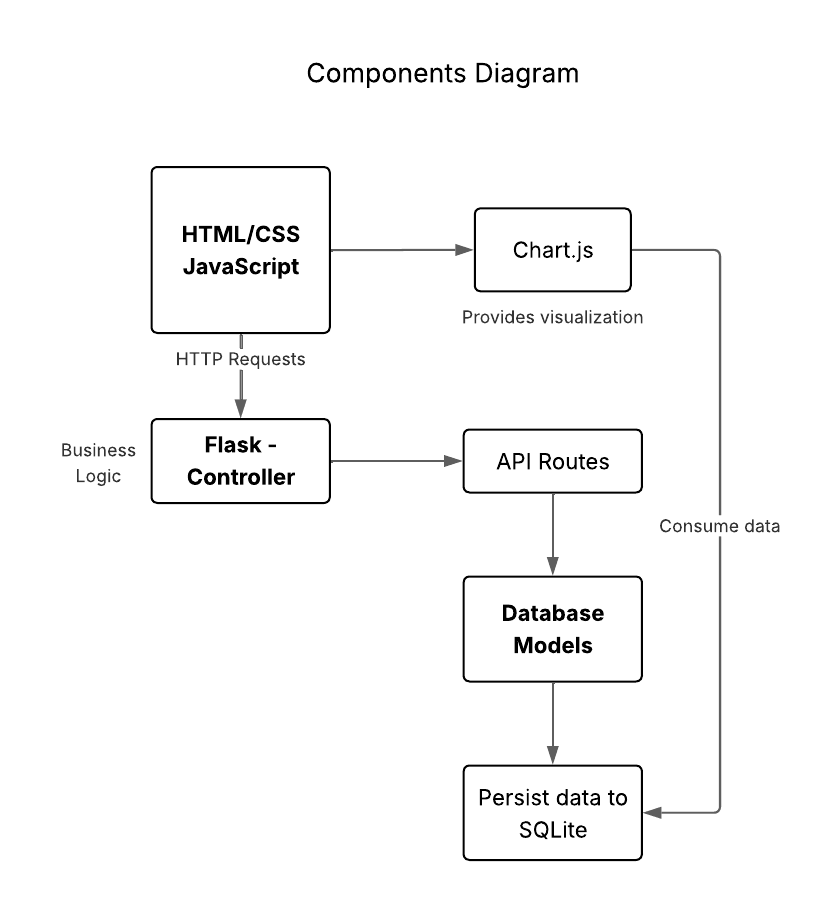 Components Diagram
HTML/CSS
JavaScript
Chart.js
Provides visualization
HTTP Requests
Business
Logic
Flask -
Controller
API Routes
Consume data
Database
Models
Persist data to
SQLite